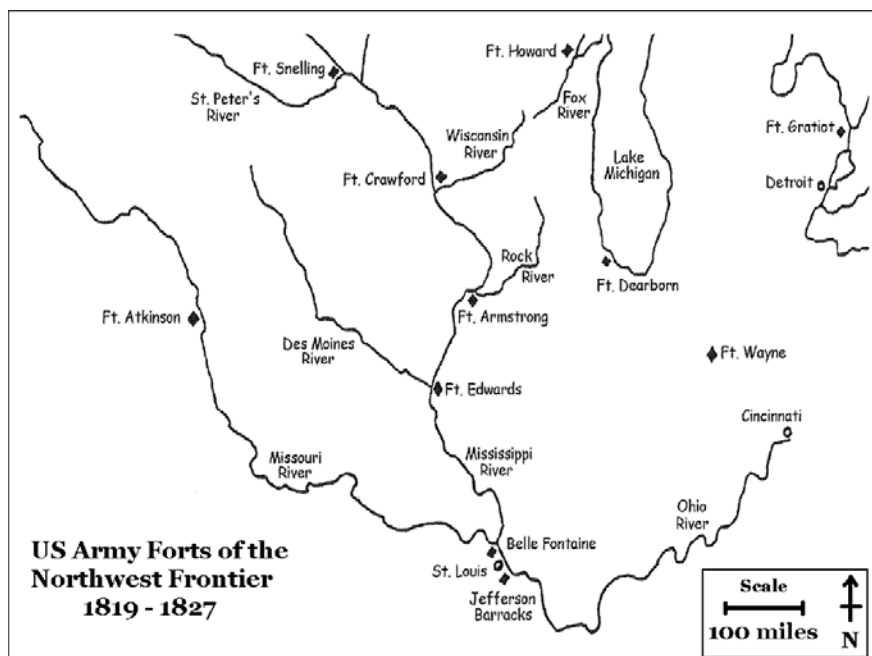 Ft. Howard
Ft. Snelling
St. Peter's
River
Fox
River
Wisconsin
River
Ft. Gratiot
Lake
Michigan
Ft. Crawford
Detroit
Rock
River
Ft. Dearborn
Ft. Atkinson
Ft. Armstrong
Des Moines
River
Ft. Wayne
Ft. Edwards
Cincinnati
Missouri
River
Mississippi
River
Ohio
River
Belle Fontaine
St. Louis
Jefferson
Barracks
US Army Forts of the
Northwest Frontier
1819 - 1827
Scale
100 miles
N